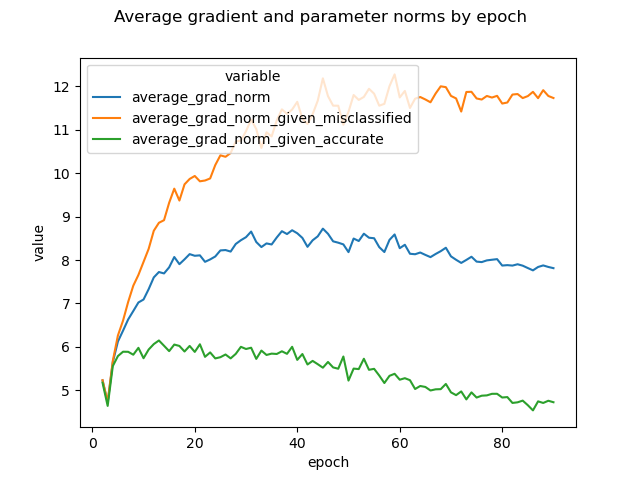 Average gradient and parameter norms by epoch
variable
average_grad_norm
average_grad_norm_given_misclassified
average_grad_norm_given_accurate
12
11
10
9
8
7
6
5
value
0
20
40
60
80
epoch